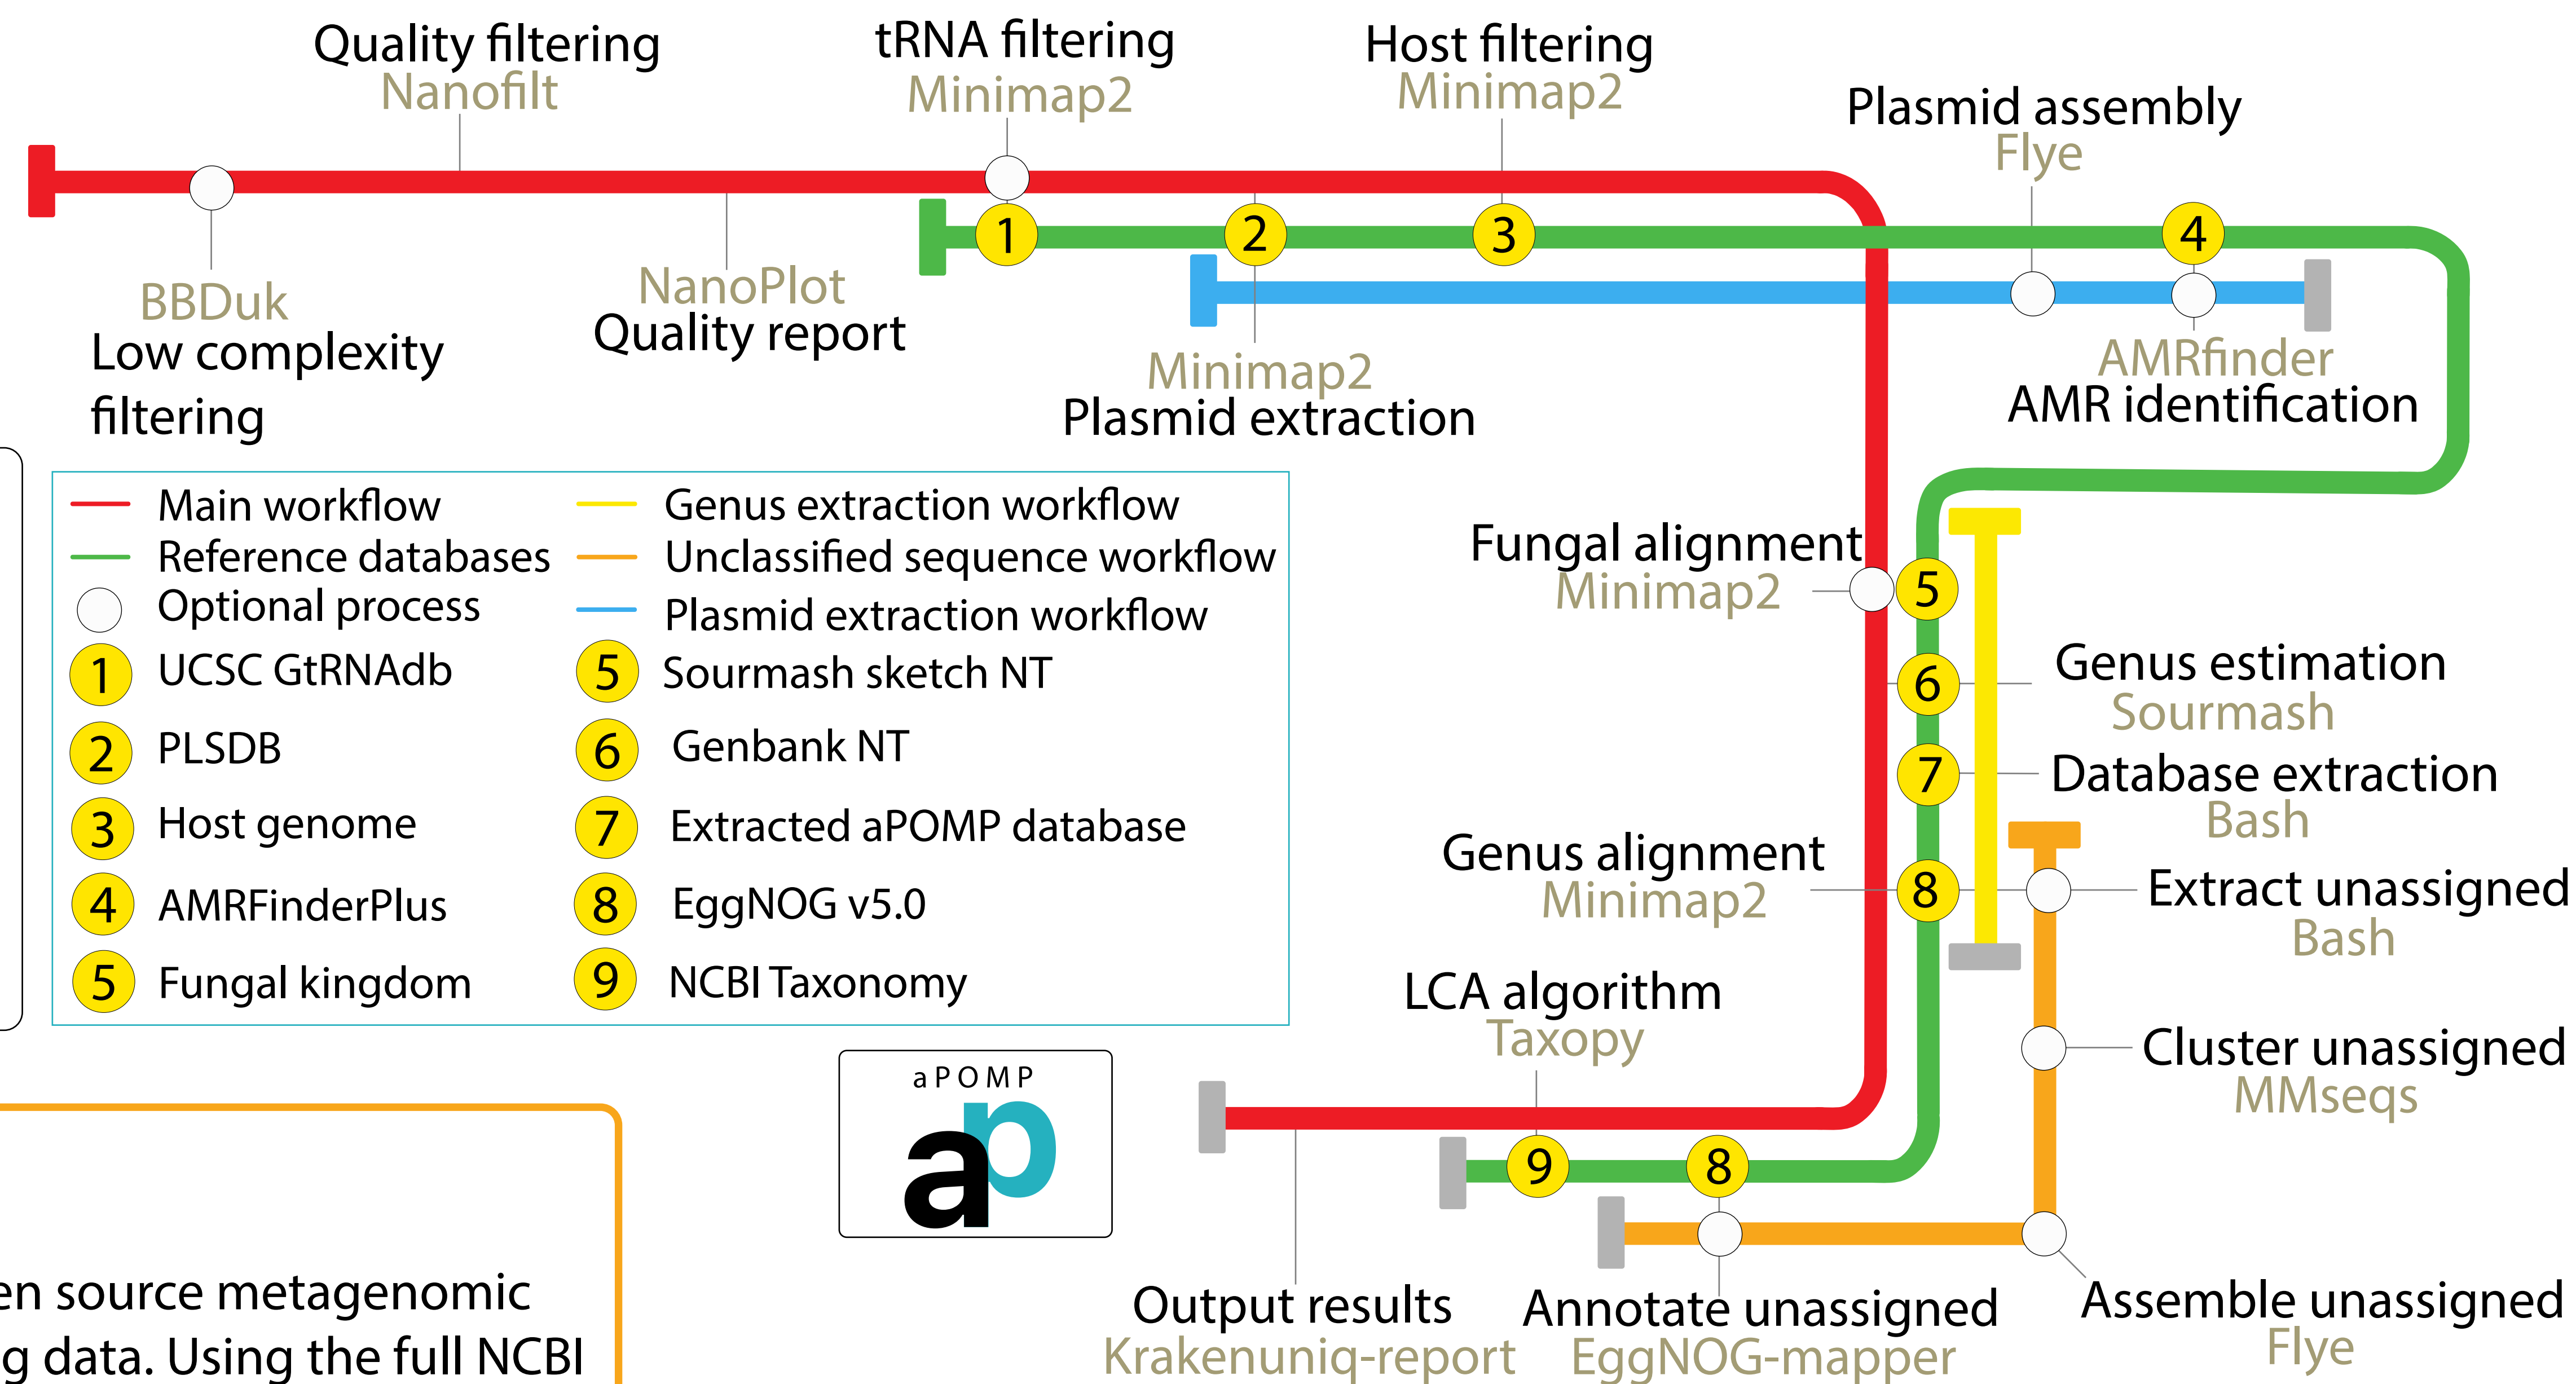 Quality filtering
Nanofilt
tRNA filtering
Minimap2
Host filtering
Minimap2
Plasmid assembly
Flye
1
2
3
4
BBDuk
Low complexity
filtering
NanoPlot
Quality report
Minimap2
Plasmid extraction
AMRfinder
AMR identification
Main workflow
Reference databases
Optional process
1 UCSC GtRNAdb
2 PLSDB
3 Host genome
4 AMRFinderPlus
5 Fungal kingdom
Genus extraction workflow
Unclassified sequence workflow
Plasmid extraction workflow
5 Sourmash sketch NT
6 Genbank NT
7 Extracted aPOMP database
8 EggNOG v5.0
9 NCBI Taxonomy
Fungal alignment
Minimap2
5
6
Genus estimation
Sourmash
7
Database extraction
Bash
Genus alignment
Minimap2
8
Extract unassigned
Bash
LCA algorithm
Taxopy
Cluster unassigned
MMseqs
aPOMP
ap
9
8
Output results
Krakenuniq-report
Annotate unassigned
EggNOG-mapper
Assemble unassigned
Flye
en source metagenomic
g data. Using the full NCBI